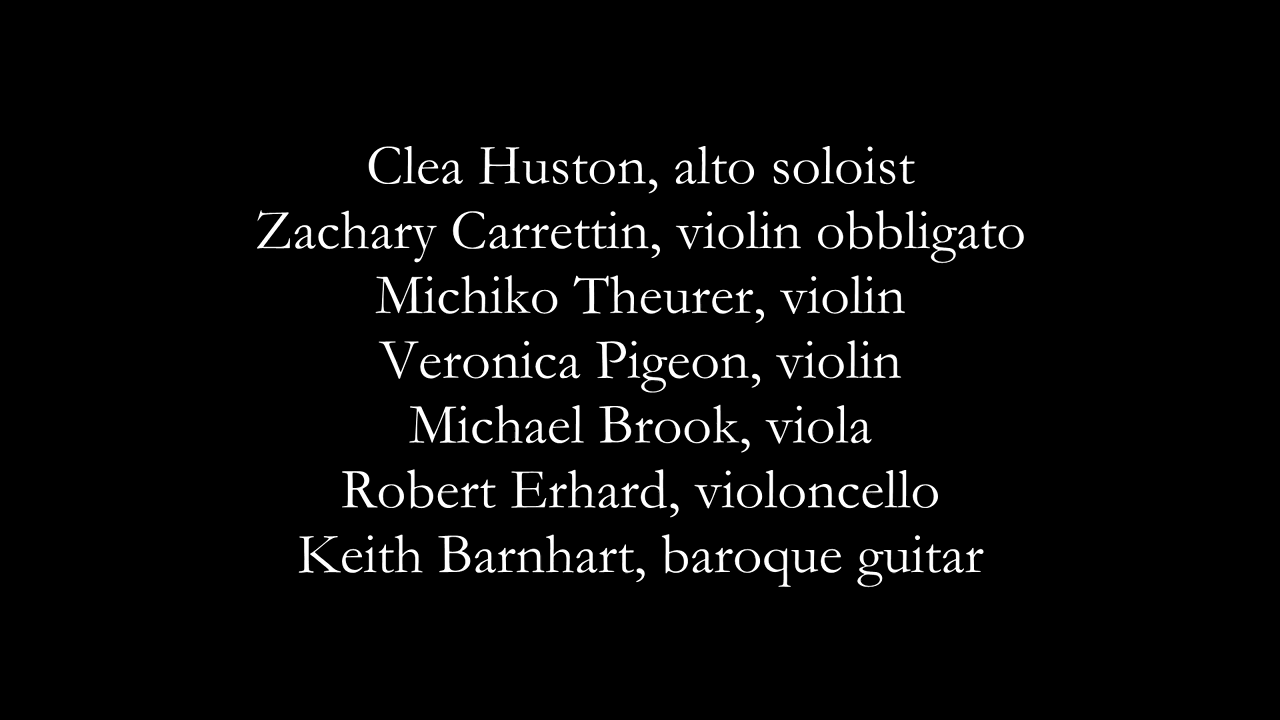 Clea Huston, alto soloist
Zachary Carrettin, violin obbligato
Michiko Theurer, violin
Veronica Pigeon, violin
Michael Brook, viola
Robert Erhard, violoncello
Keith Barnhart, baroque guitar